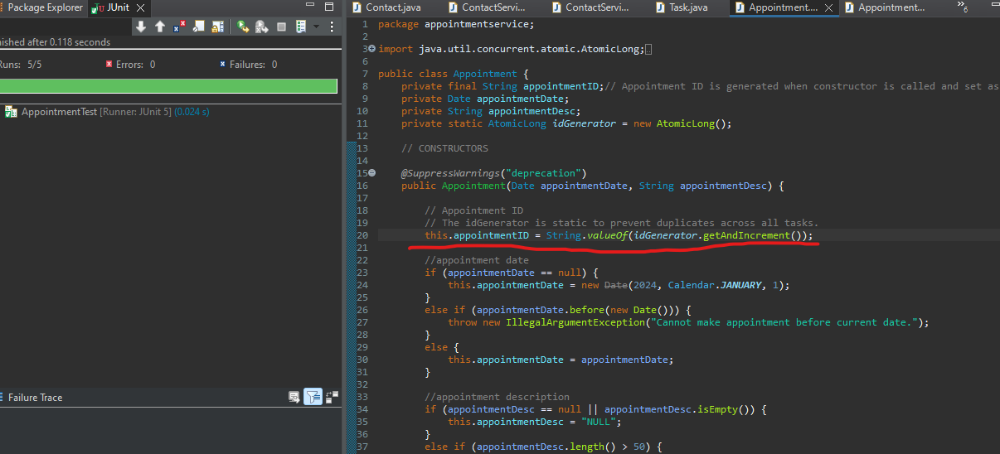 Package Explorer
JUnit
ished after 0.118 seconds
Runs: 5/5
Errors: 0
Failures: 0
AppointmentTest [Runner: JUnit 5] (0.024 s)
Failure Trace
Contact.java
ContactServi...
ContactServi...
Task.java
Appointment....
Appointment...
»6
1 package appointmentservice;
2
3 import java.util.concurrent.atomic.AtomicLong;
6
7 public class Appointment {
8 private final String appointmentID;// Appointment ID is generated when constructor is called and set as
9 private Date appointmentDate;
10 private String appointmentDesc;
11 private static AtomicLong idGenerator = new AtomicLong();
12
13 // CONSTRUCTORS
14
15 @SuppressWarnings("deprecation")
16 public Appointment(Date appointmentDate, String appointmentDesc) {
17
18 // Appointment ID
19 // The idGenerator is static to prevent duplicates across all tasks.
20 this.appointmentID = String.valueOf(idGenerator.getAndIncrement());
21
22 //appointment date
23 if (appointmentDate == null) {
24 this.appointmentDate = new Date(2024, Calendar.JANUARY, 1);
25 }
26 else if (appointmentDate.before(new Date())) {
27 throw new IllegalArgumentException("Cannot make appointment before current date.");
28 }
29 else {
30 this.appointmentDate = appointmentDate;
31 }
32
33 //appointment description
34 if (appointmentDesc == null || appointmentDesc.isEmpty()) {
35 this.appointmentDesc = "NULL";
36 }
37 else if (appointmentDesc.length() > 50) {